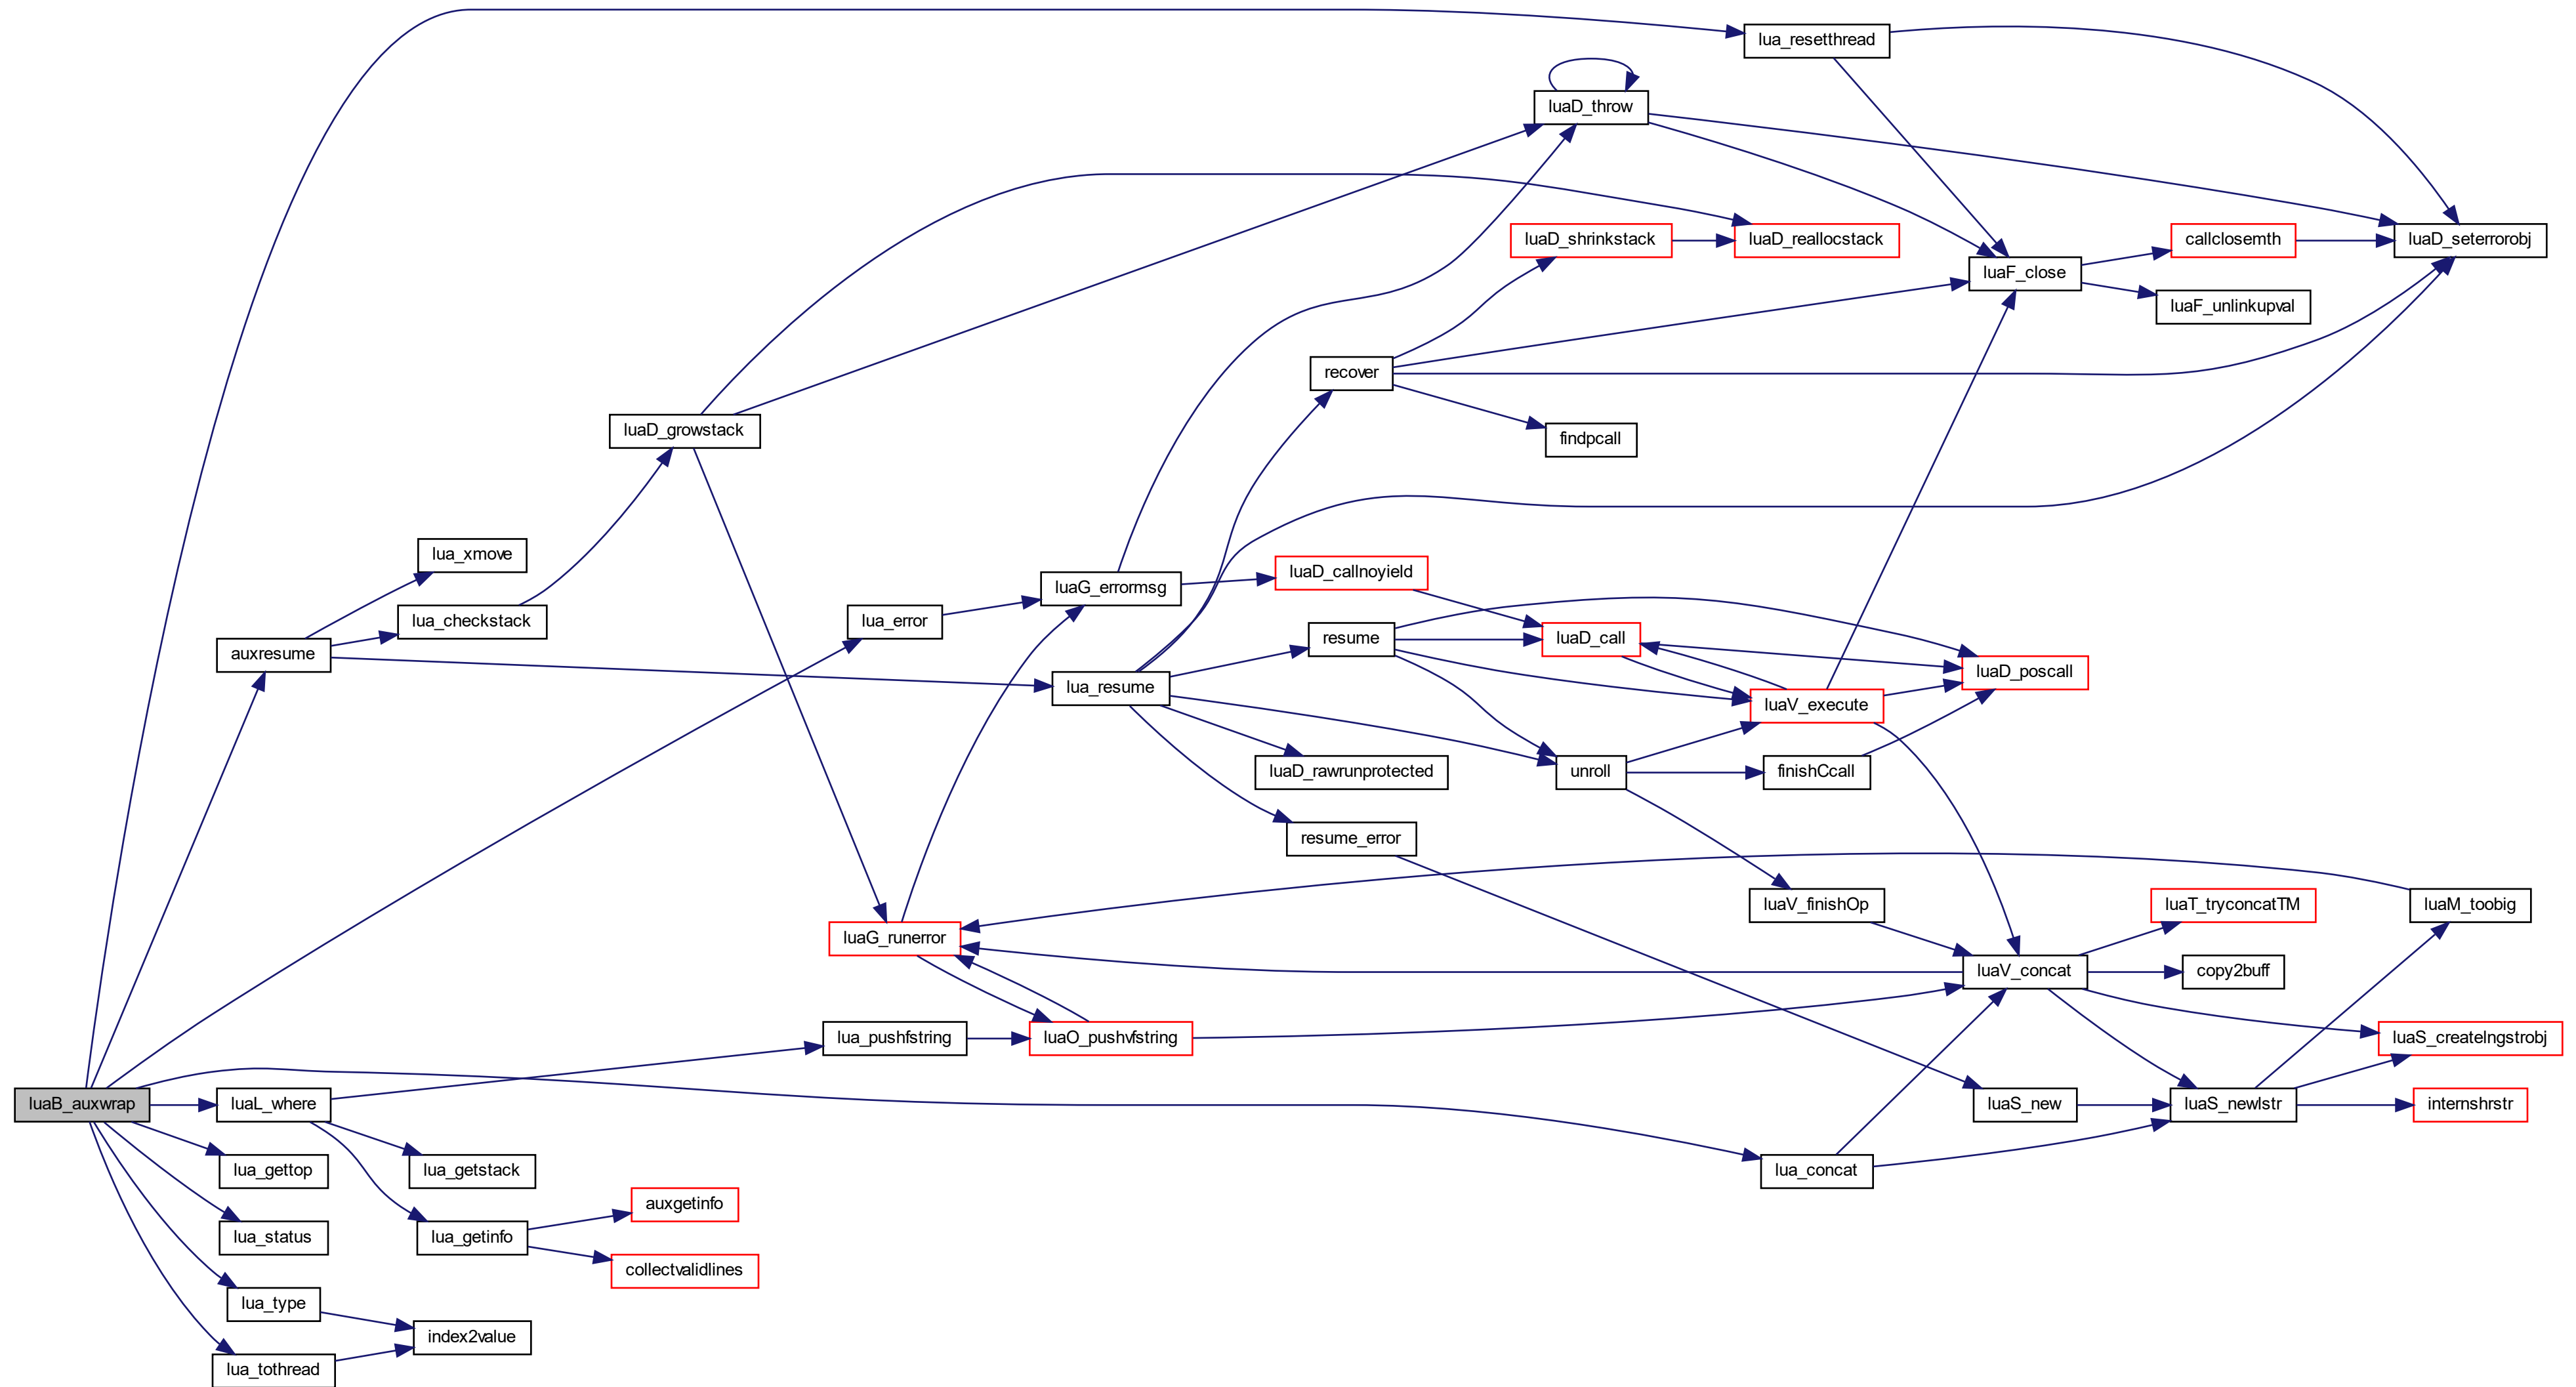 lua_resetthread
luaD_throw
luaD_shrinkstack
luaD_reallocstack
callclosemth
luaD_seterrorobj
luaF_close
luaF_unlinkupval
recover
luaD_growstack
findpcall
lua_xmove
luaD_callnoyield
luaG_errormsg
lua_checkstack
lua_error
auxresume
resume
luaD_call
luaD_poscall
lua_resume
luaV_execute
luaD_rawrunprotected
unroll
finishCcall
resume_error
luaV_finishOp
luaT_tryconcatTM
luaM_toobig
luaG_runerror
luaV_concat
copy2buff
lua_pushfstring
luaO_pushvfstring
luaS_createlngstrobj
luaB_auxwrap
luaL_where
luaS_new
luaS_newlstr
internshrstr
lua_gettop
lua_getstack
lua_concat
auxgetinfo
lua_status
lua_getinfo
collectvalidlines
lua_type
index2value
lua_tothread